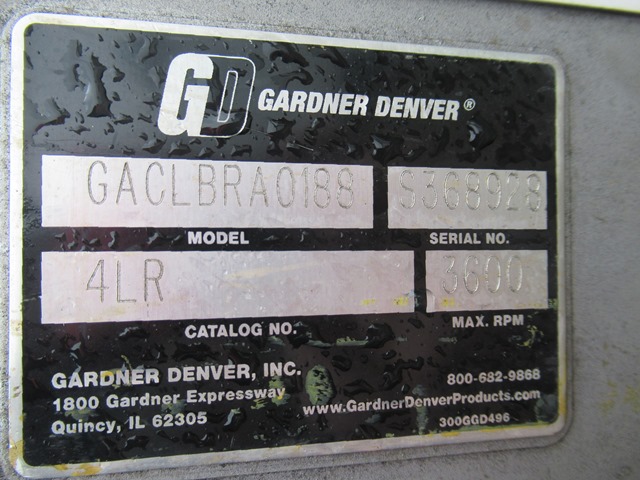 GD GARDNER DENVER®
GACLBRA0188 S368928
MODEL SERIAL NO.
4LR 3600
CATALOG NO. MAX. RPM
GARDNER DENVER, INC. 800-682-9868
1800 Gardner Expressway www.GardnerDenverProducts.com
Quincy, IL 62305 300GGD496